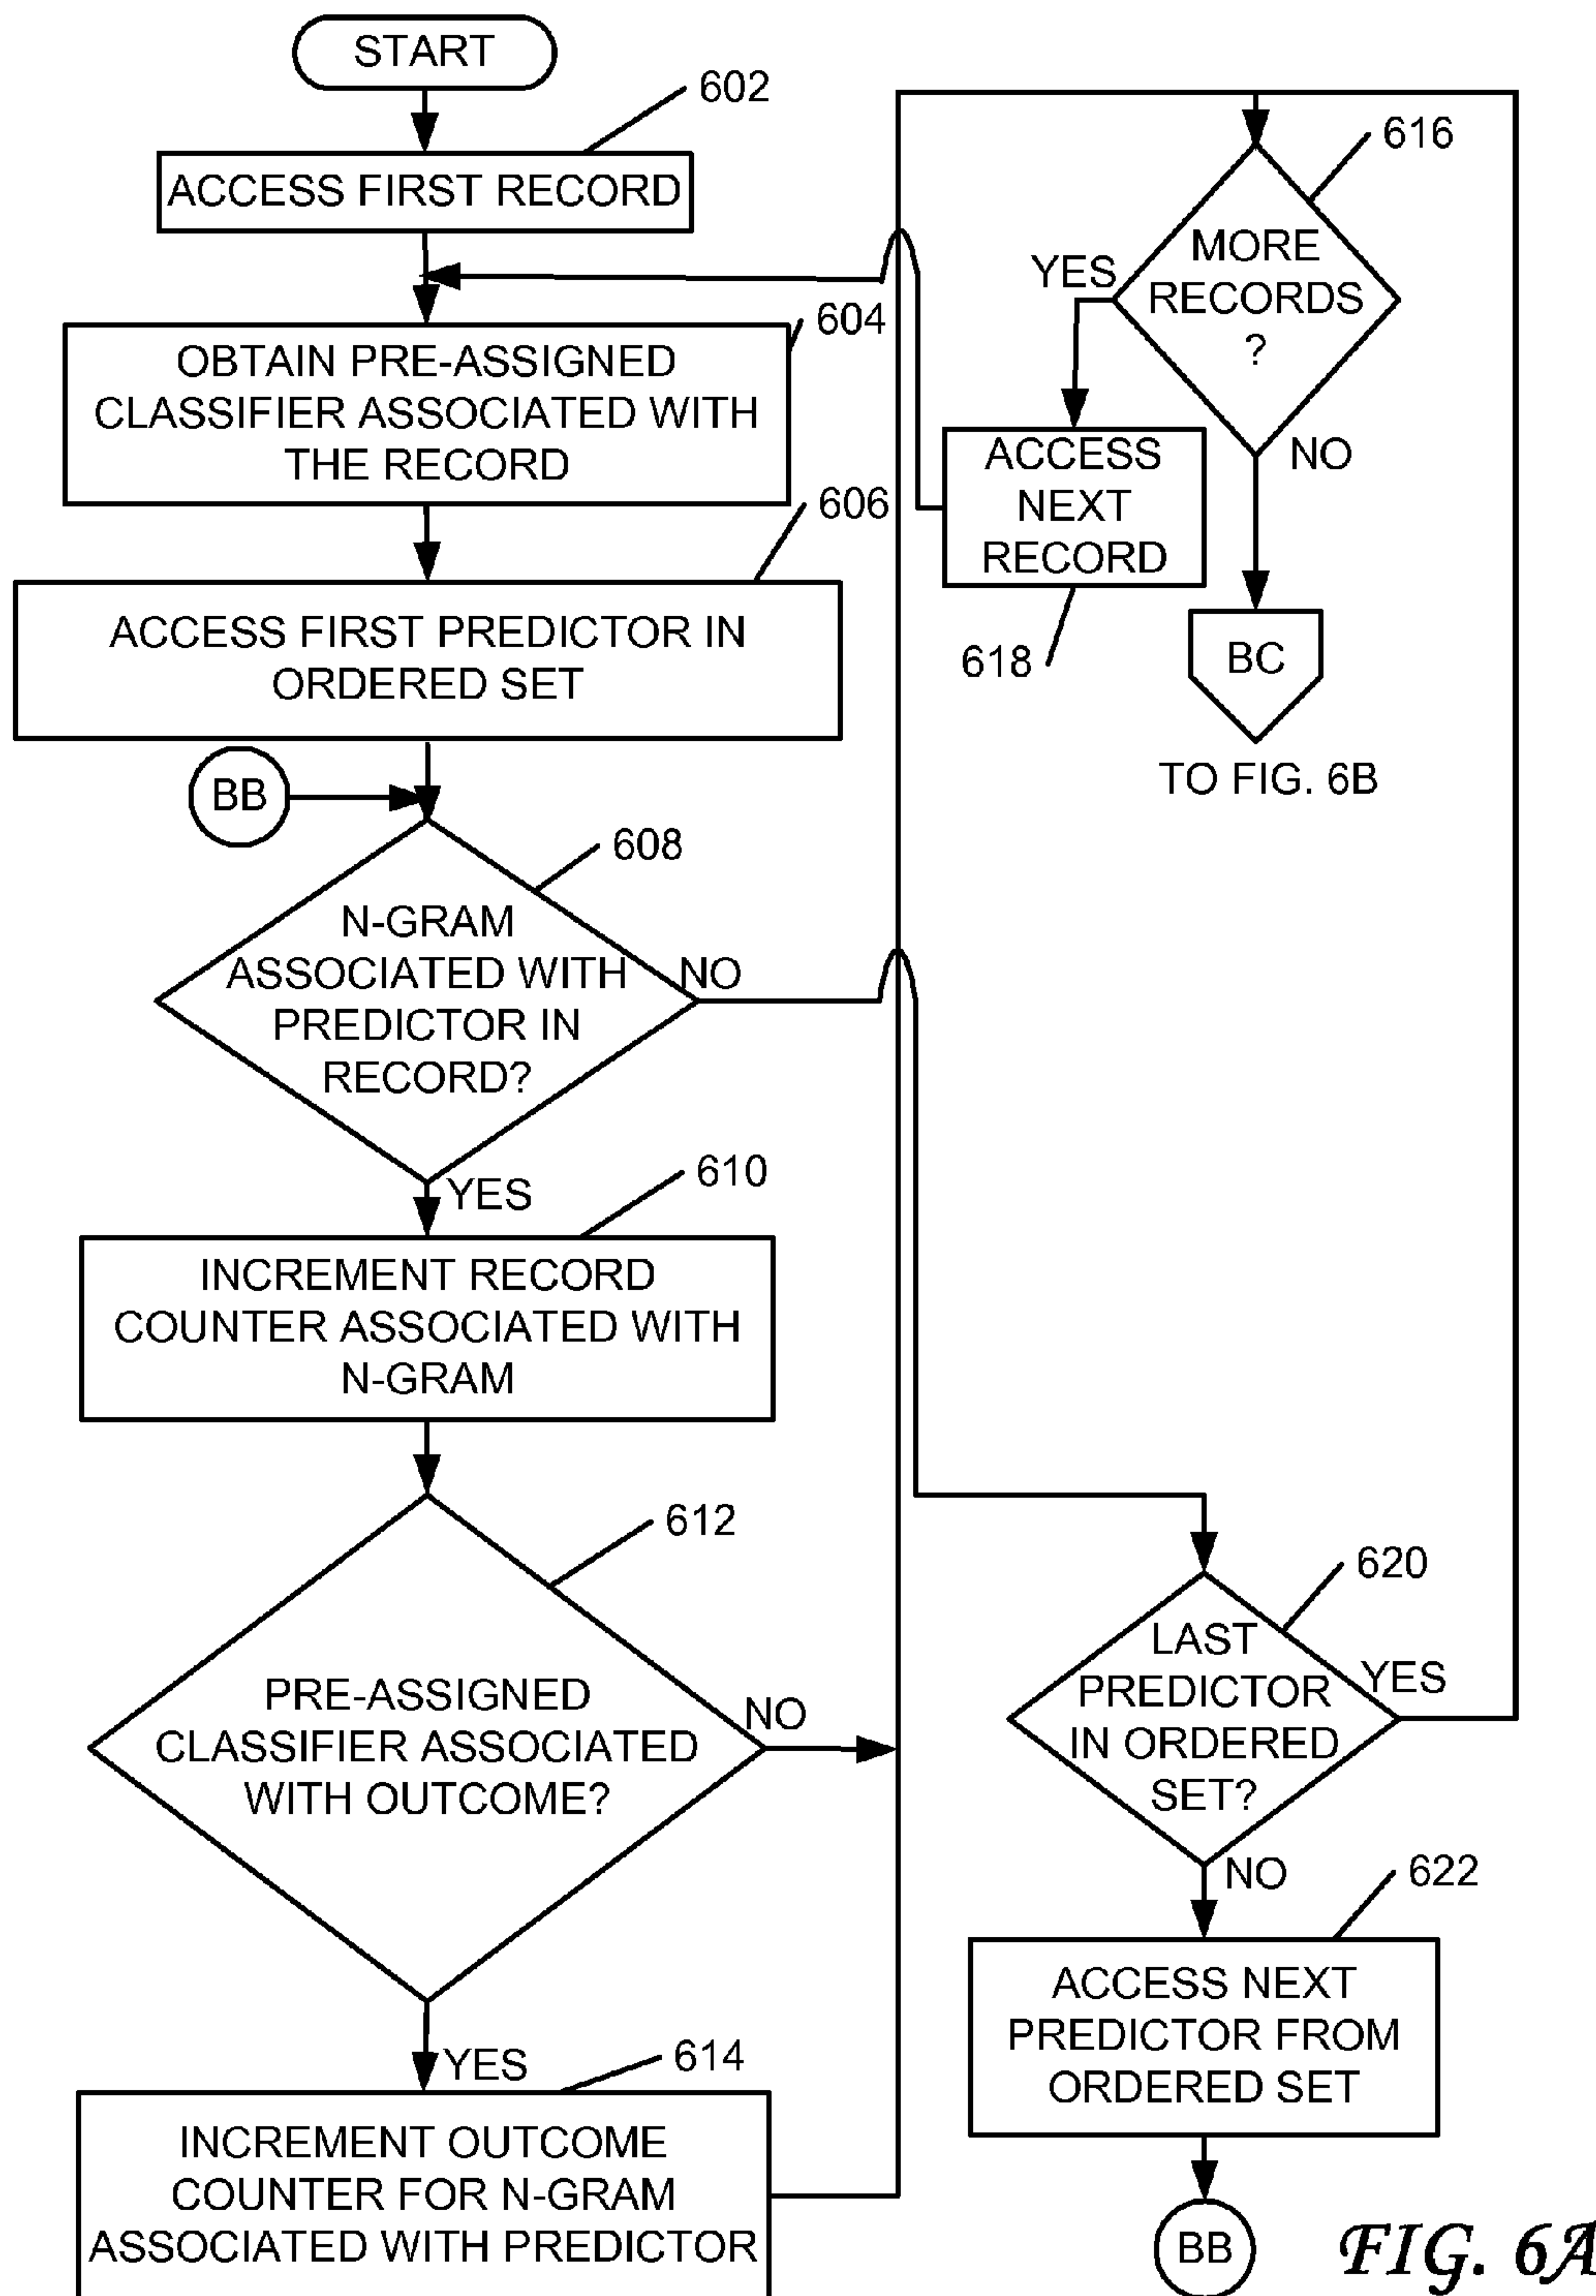 START
602
ACCESS FIRST RECORD
604
OBTAIN PRE-ASSIGNED
CLASSIFIER ASSOCIATED WITH
THE RECORD
606
ACCESS FIRST PREDICTOR IN
ORDERED SET
BB
608
N-GRAM
ASSOCIATED WITH
PREDICTOR IN
RECORD?
NO
YES
610
INCREMENT RECORD
COUNTER ASSOCIATED WITH
N-GRAM
612
PRE-ASSIGNED
CLASSIFIER ASSOCIATED
WITH OUTCOME?
NO
YES
614
INCREMENT OUTCOME
COUNTER FOR N-GRAM
ASSOCIATED WITH PREDICTOR
616
MORE
RECORDS
?
YES
NO
ACCESS
NEXT
RECORD
618
BC
TO FIG. 6B
620
LAST
PREDICTOR
IN ORDERED
SET?
YES
NO
622
ACCESS NEXT
PREDICTOR FROM
ORDERED SET
BB
FIG. 6A